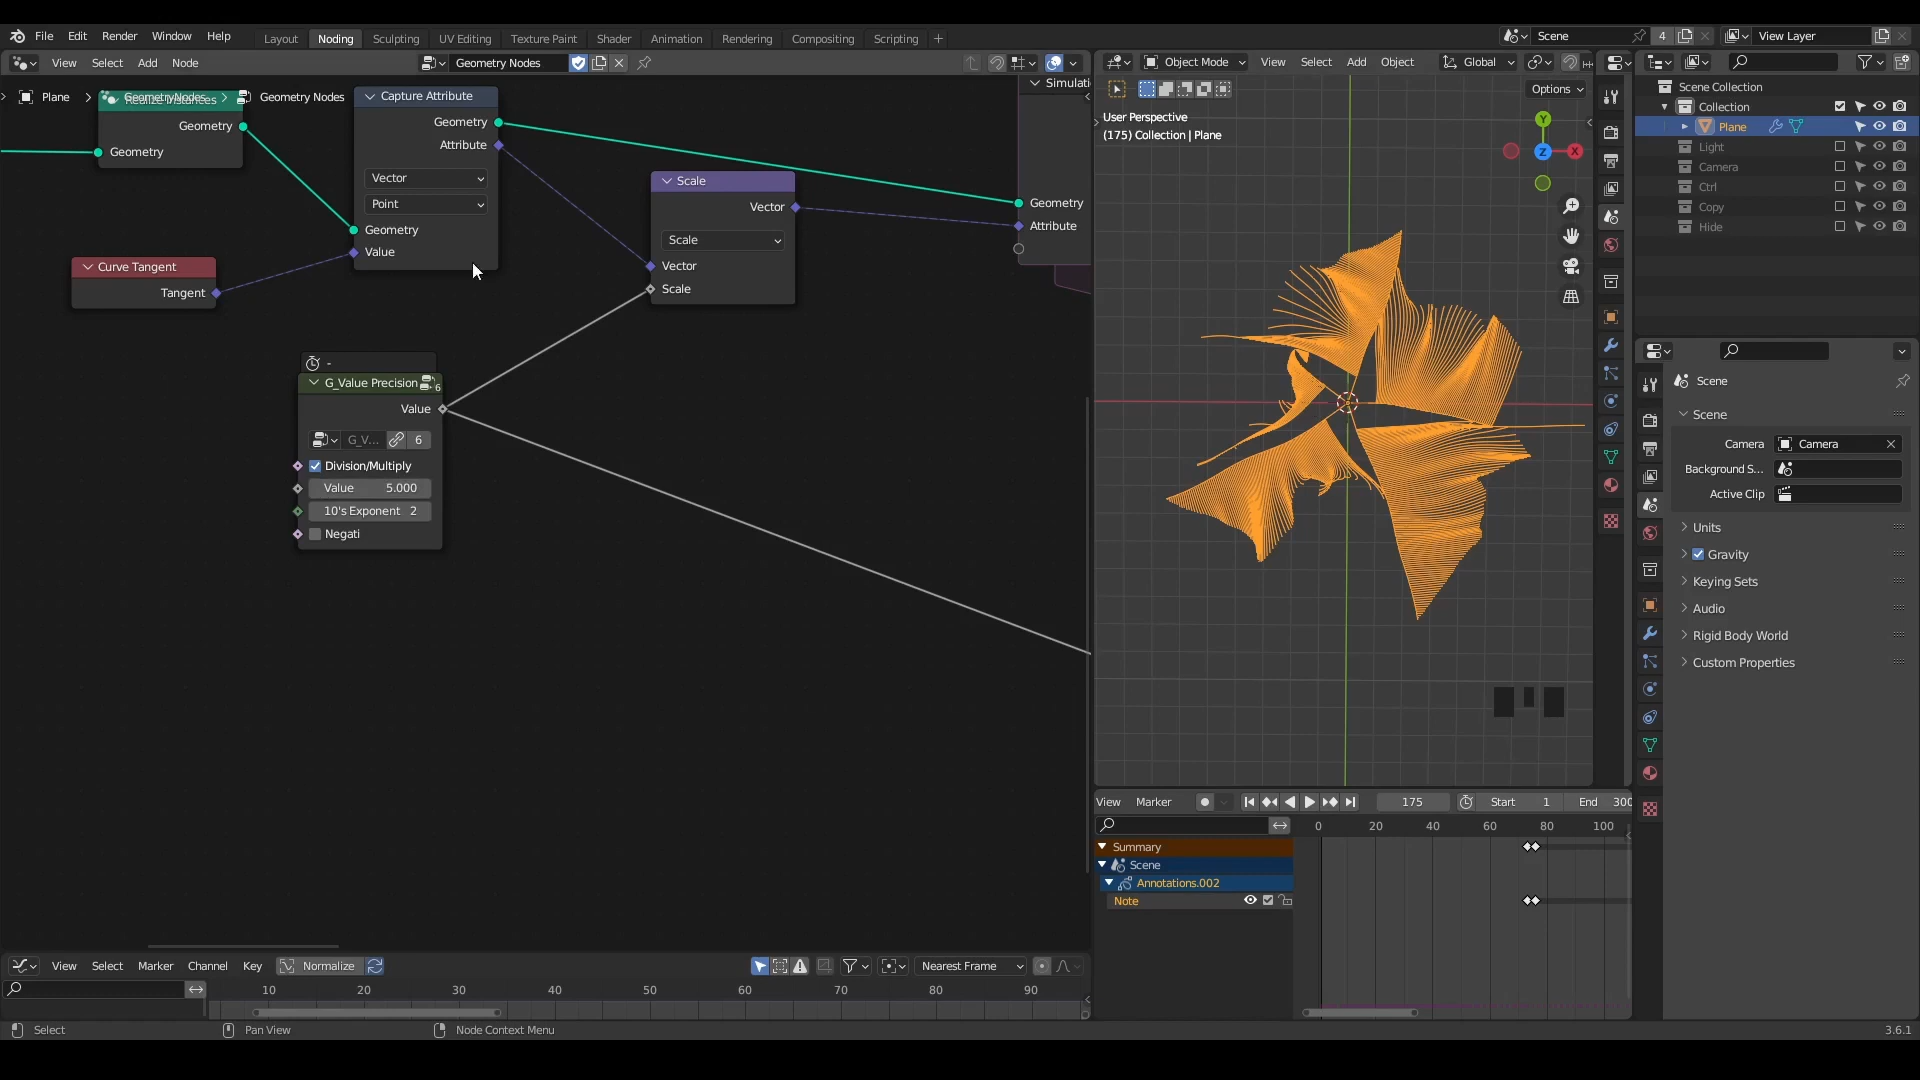 File Edit Render Window Help Layout Noding Sculpting UV Editing Texture Paint Shader Animation Rendering Compositing Scripting + Scene 4 View Layer
View Select Add Node Geometry Nodes
Object Mode View Select Add Object Global
Plane GeometryNodes Geometry Nodes
Realize Instances
Geometry
Geometry
Capture Attribute
Geometry
Attribute
Vector
Point
Geometry
Value
Curve Tangent
Tangent
Scale
Vector
Scale
Vector
Scale
Simulati
Geometry
Attribute
-
G_Value Precision 6
Value
G_V... 6
Division/Multiply
Value 5.000
10's Exponent 2
Negati
Options
User Perspective
(175) Collection | Plane
Y
Z X
Scene Collection
Collection
Plane
Light
Camera
Ctrl
Copy
Hide
Scene
Scene
Camera Camera
Background S...
Active Clip
Units
Gravity
Keying Sets
Audio
Rigid Body World
Custom Properties
View Marker 175 Start 1 End 300
0 20 40 60 80 100
Summary
Scene
Annotations.002
Note
View Select Marker Channel Key Normalize Nearest Frame
10 20 30 40 50 60 70 80 90
Select Pan View Node Context Menu 3.6.1